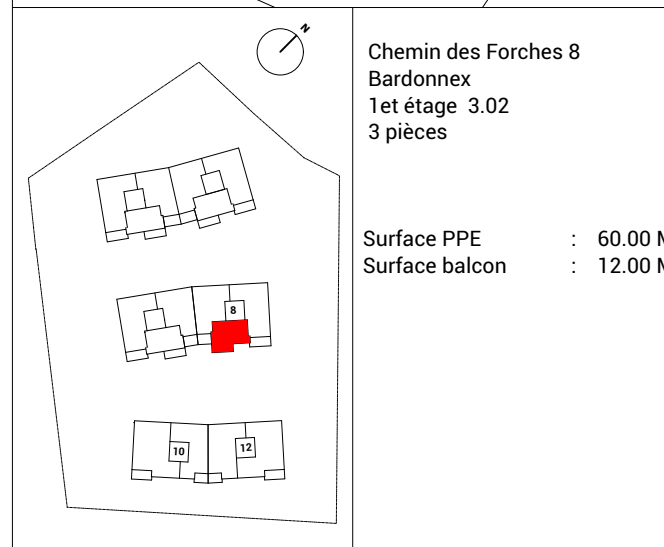 N
Chemin des Forches 8
Bardonnex
1et étage 3.02
3 pièces
Surface PPE : 60.00 M
Surface balcon : 12.00 M
8
10
12